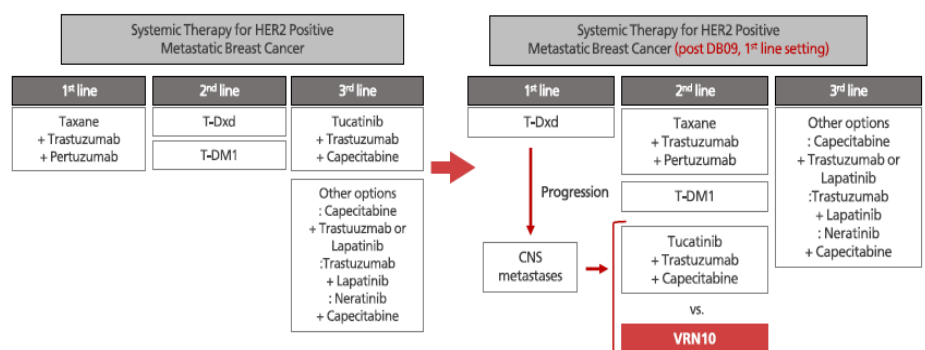 Systemic Therapy for HER2 Positive
Metastatic Breast Cancer
1st line
2nd line
3rd line
Taxane
+ Trastuzumab
+ Pertuzumab
T-Dxd
T-DM1
Tucatinib
+ Trastuzumab
+ Capecitabine
Other options
: Capecitabine
+ Trastuuzmab or
Lapatinib
:Trastuzumab
+ Lapatinib
: Neratinib
+ Capecitabine
Systemic Therapy for HER2 Positive
Metastatic Breast Cancer (post DB09, 1st line setting)
1st line
2nd line
3rd line
T-Dxd
Progression
CNS
metastases
Taxane
+ Trastuzumab
+ Pertuzumab
T-DM1
Tucatinib
+ Trastuzumab
+ Capecitabine
vs.
VRN10
Other options
: Capecitabine
+ Trastuzumab or
Lapatinib
:Trastuzumab
+ Lapatinib
: Neratinib
+ Capecitabine